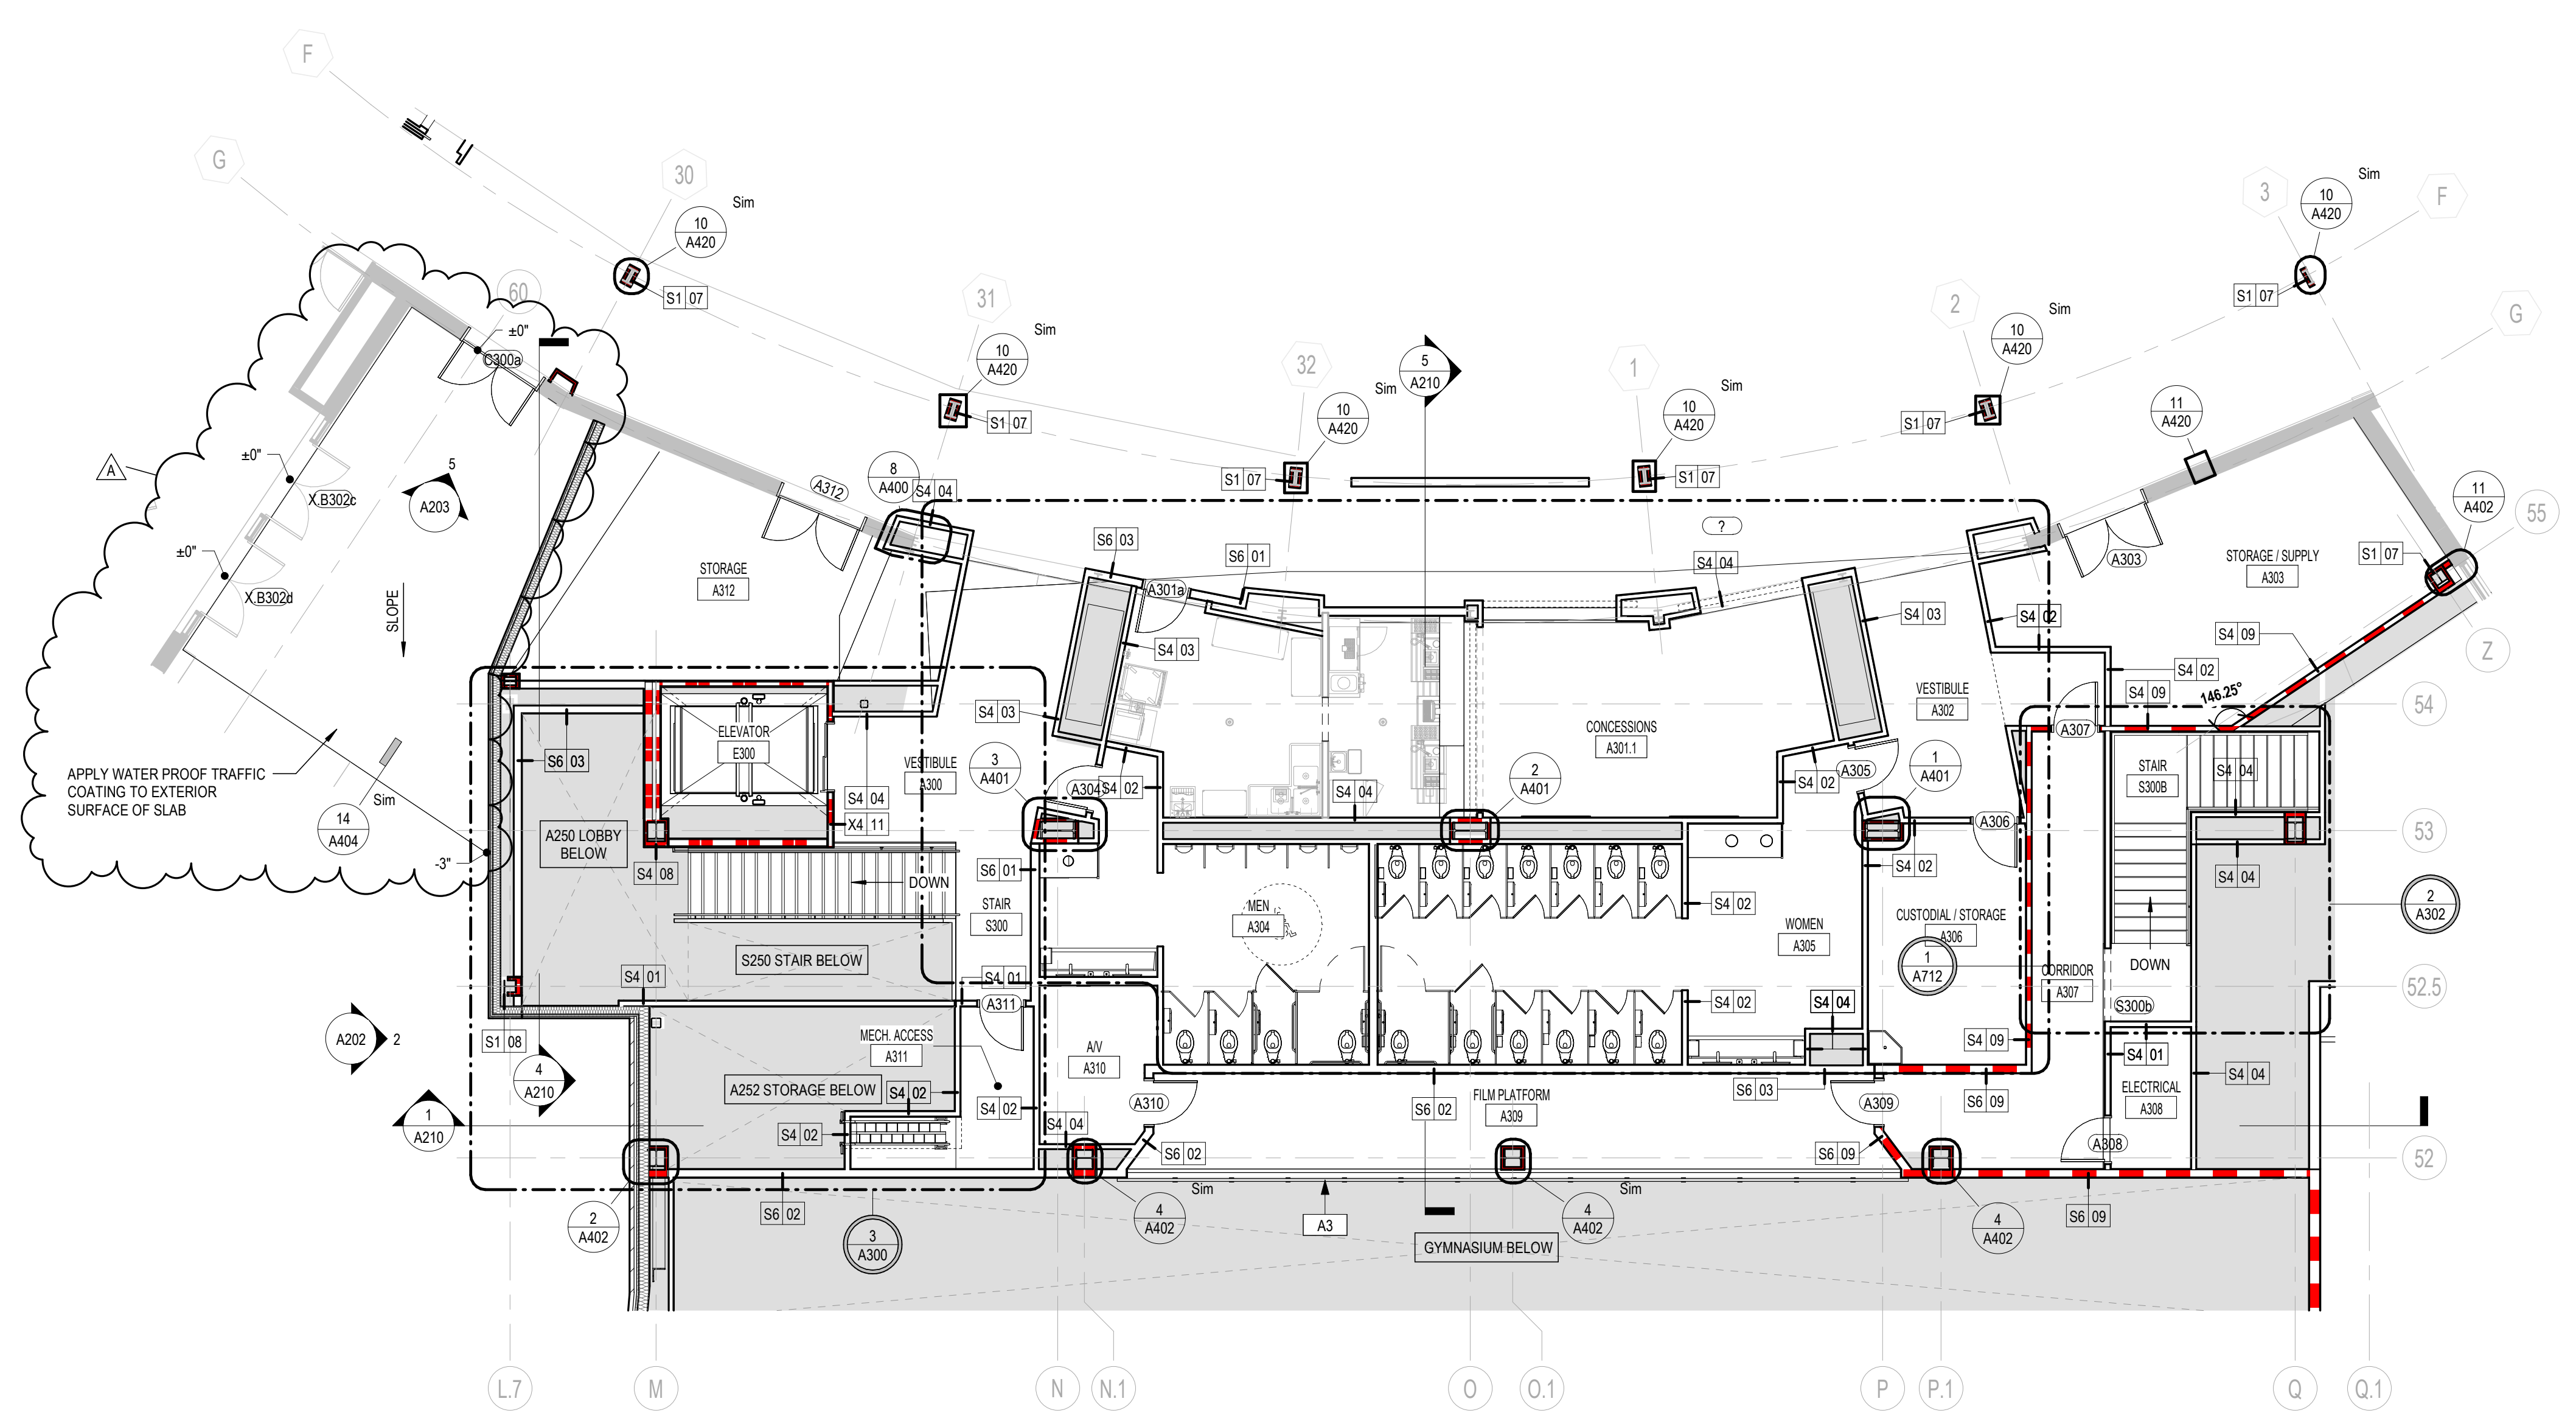 F
G
30
10
A420
Sim
S1 07
60
±0"
C300a
31
10
A420
Sim
S1 07
32
10
A420
Sim
S1 07
5
A210
1
10
A420
Sim
S1 07
2
10
A420
Sim
S1 07
3
10
A420
Sim
S1 07
F
G
11
A420
11
A402
55
A
±0"
X.B302c
5
A203
±0"
X.B302d
SLOPE
A312
8
A400
S4 04
STORAGE
A312
S6 03
A301a
S6 01
?
S4 04
S4 03
S4 03
S4 03
CONCESSIONS
A301.1
S4 02
A303
STORAGE / SUPPLY
A303
S1 07
S4 09
Z
S4 02
S4 09
146.25°
54
VESTIBULE
A302
A307
APPLY WATER PROOF TRAFFIC
COATING TO EXTERIOR
SURFACE OF SLAB
Sim
14
A404
-3"
S6 03
ELEVATOR
E300
VESTIBULE
A300
3
A401
A304
S4 02
S4 04
X4 11
S4 04
2
A401
S4 02
A305
1
A401
A306
STAIR
S300B
S4 04
53
A250 LOBBY
BELOW
S4 08
DOWN
S6 01
STAIR
S300
MEN
A304
S4 02
WOMEN
A305
S4 02
CUSTODIAL / STORAGE
A306
1
A712
S4 04
2
A302
S250 STAIR BELOW
S4 01
S4 01
A311
S4 02
S4 04
CORRIDOR
A307
DOWN
S300b
52.5
A202
2
S1 08
4
A210
MECH. ACCESS
A311
A/V
A310
S4 09
S4 01
S4 04
A252 STORAGE BELOW
S4 02
S4 02
S4 02
S4 04
A310
S6 02
S6 02
FILM PLATFORM
A309
S6 03
A309
S6 09
S6 09
ELECTRICAL
A308
A308
52
1
A210
2
A402
S6 02
3
A300
Sim
4
A402
A3
Sim
4
A402
GYMNASIUM BELOW
4
A402
S6 09
L.7
M
N
N.1
O
O.1
P
P.1
Q
Q.1